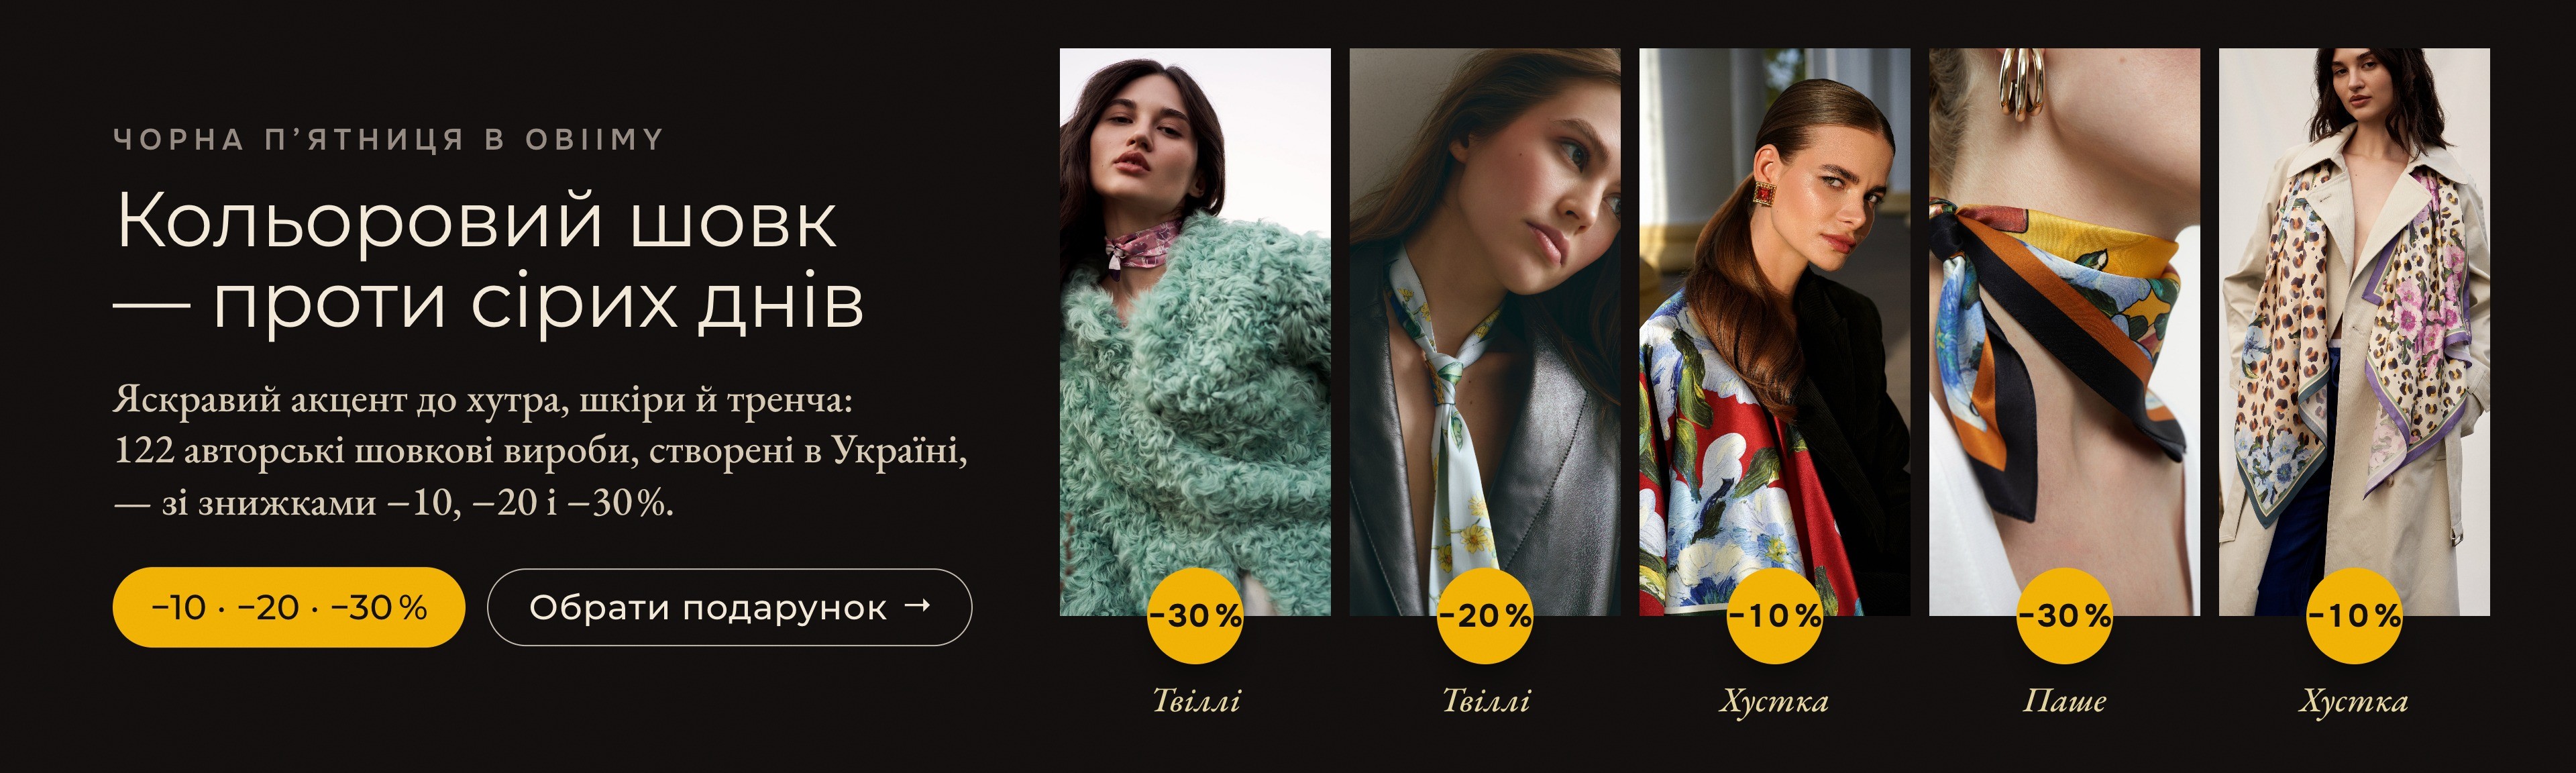 ЧОРНА П’ЯТНИЦЯ В OBIIMY
Кольоровий шовк
— проти сірих днів
Яскравий акцент до хутра, шкіри й тренча:
122 авторські шовкові вироби, створені в Україні,
— зі знижками −10, −20 і −30%.
−10 · −20 · −30%
Обрати подарунок →
−30%
−20%
−10%
−30%
−10%
Твіллі
Твіллі
Хустка
Паше
Хустка